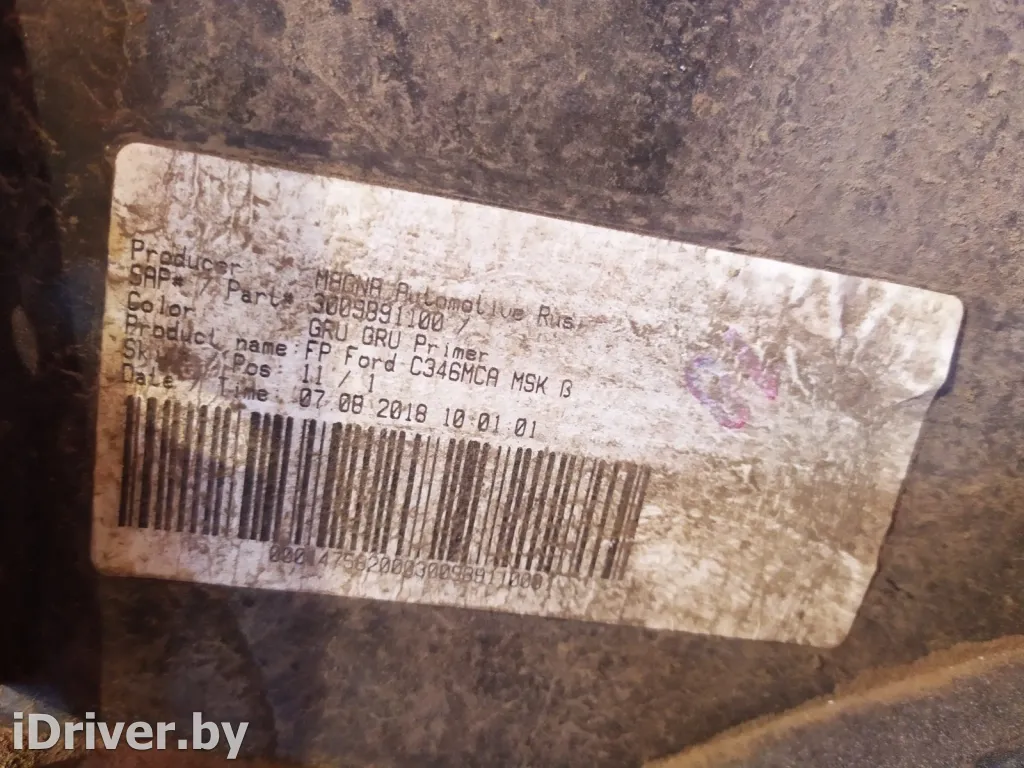 Producer MAGNA Automotive Rus,
SAP# / Part# 3009891100 /
Color GRU GRU Primer
Product name: FP Ford C346MCA MSK B
/Pos: 11 / 1
Date / Time : 07 08 2018 10:01:01
iDriver.by